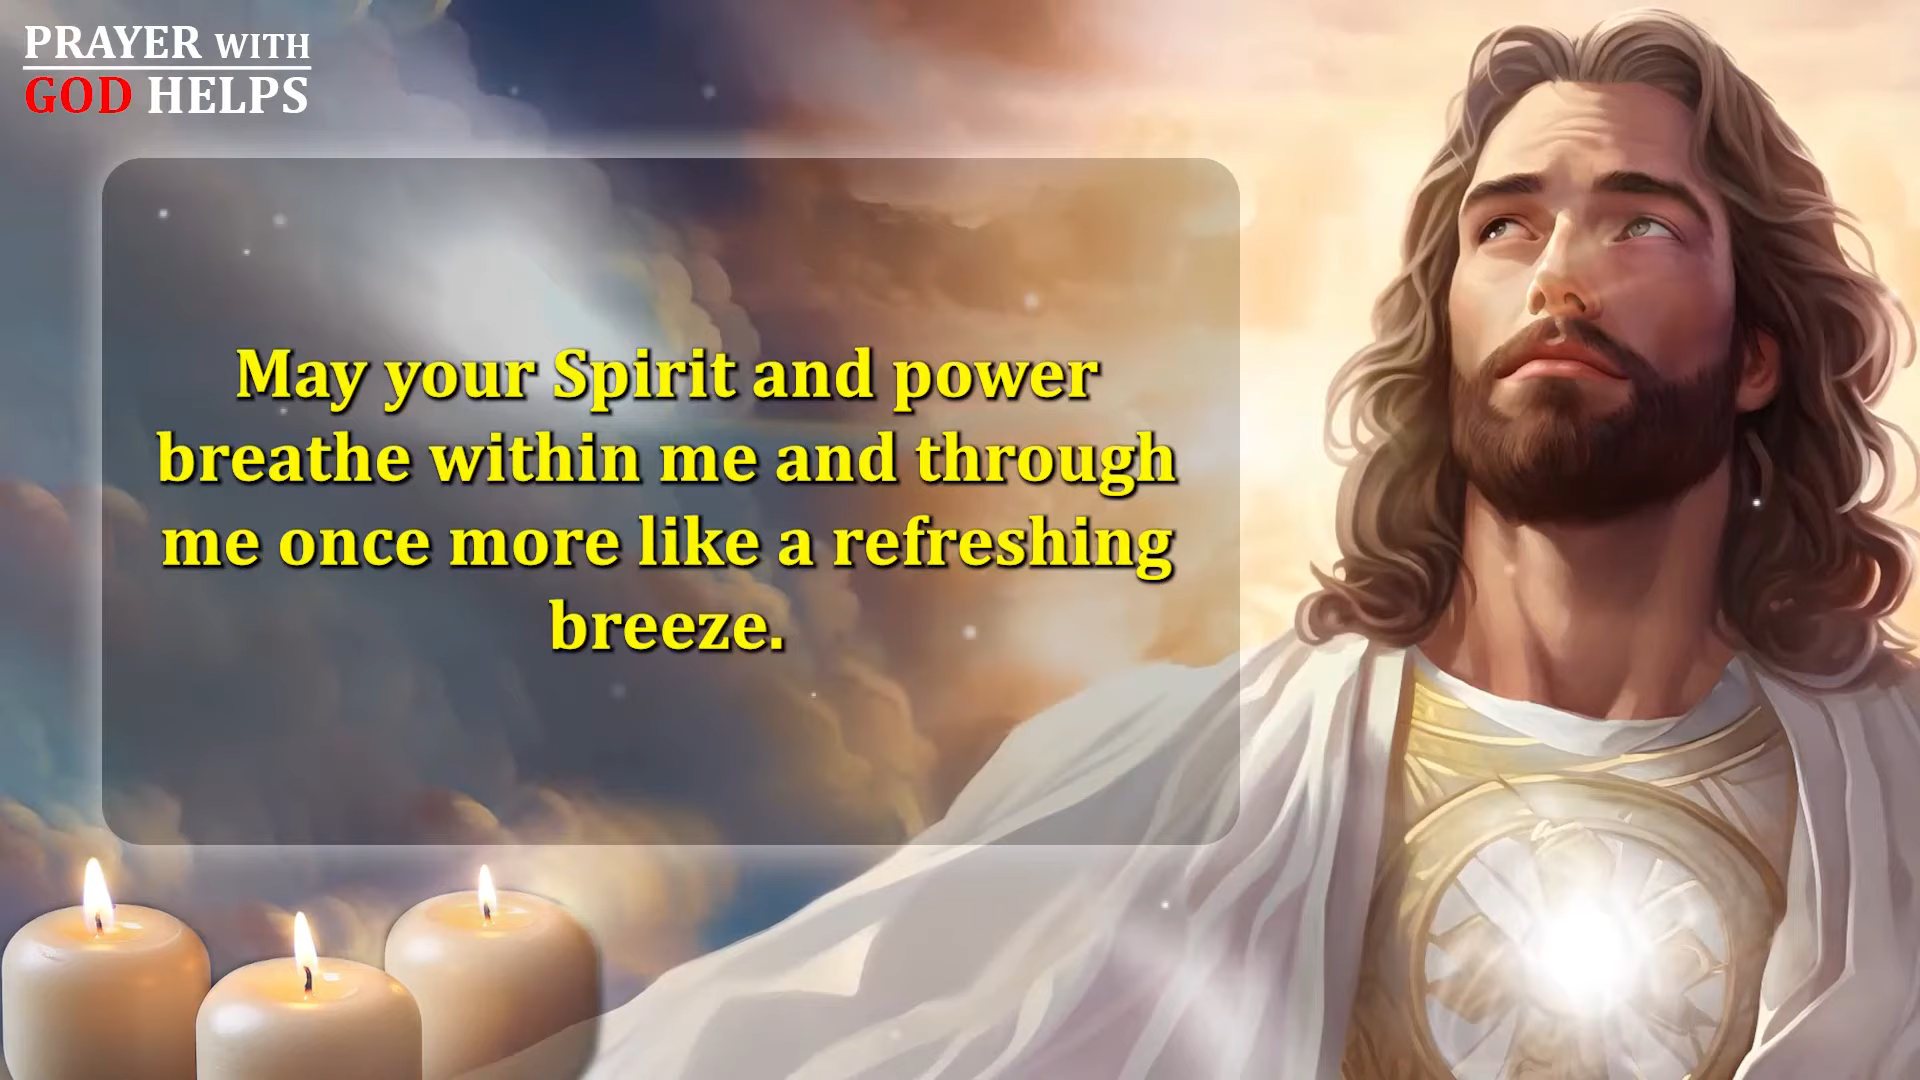 PRAYER WITH
GOD HELPS
May your Spirit and power
breathe within me and through
me once more like a refreshing
breeze.